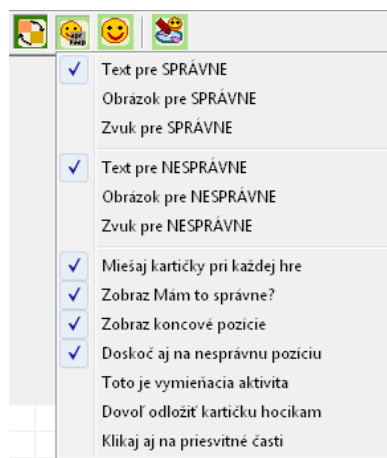 Text pre SPRÁVNE
Obrázok pre SPRÁVNE
Zvuk pre SPRÁVNE
Text pre NESPRÁVNE
Obrázok pre NESPRÁVNE
Zvuk pre NESPRÁVNE
Miešaj kartičky pri každej hre
Zobraz Mám to správne?
Zobraz koncové pozície
Doskoč aj na nesprávnu pozíciu
Toto je vymieňacia aktivita
Dovoľ odložiť kartičku hocikam
Klikaj aj na priesvitné časti